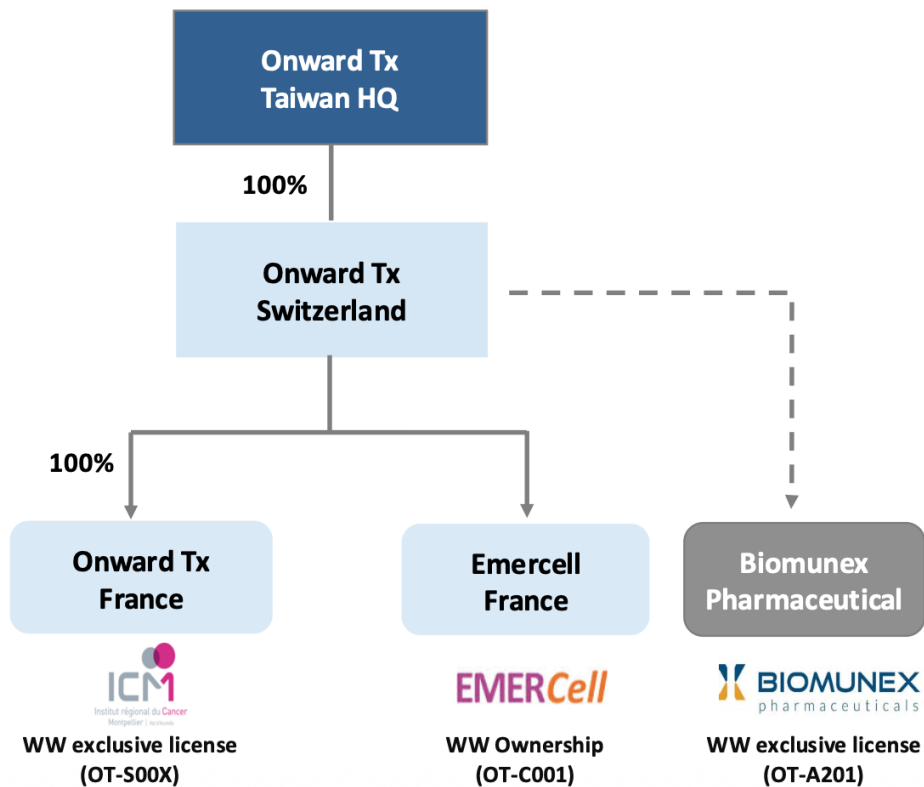 Onward Tx
Taiwan HQ
100%
Onward Tx
Switzerland
100%
Onward Tx
France
Emercell
France
Biomunex
Pharmaceutical
ICM
Institut régional du Cancer
Montpellier |
EMERCell
BIOMUNEX
pharmaceuticals
WW exclusive license
(OT-S00X)
WW Ownership
(OT-C001)
WW exclusive license
(OT-A201)